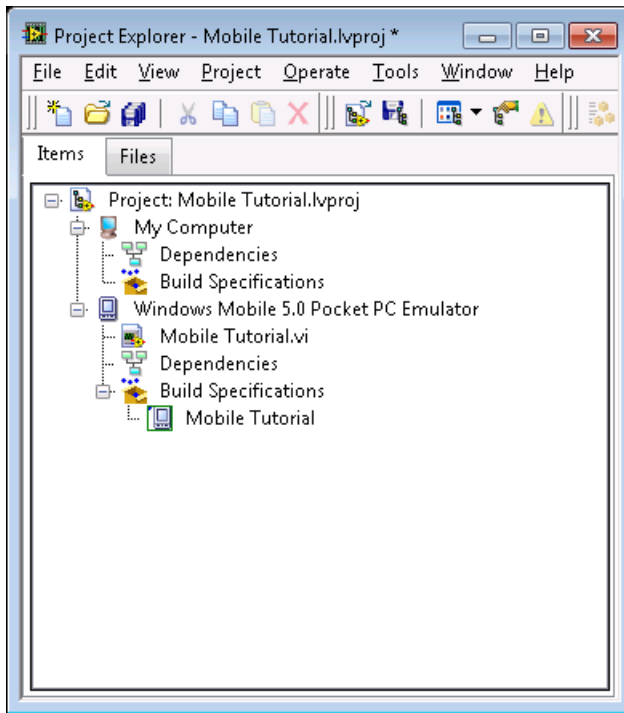 Project Explorer - Mobile Tutorial.lvproj *
File Edit View Project Operate Tools Window Help
Items Files
Project: Mobile Tutorial.lvproj
My Computer
Dependencies
Build Specifications
Windows Mobile 5.0 Pocket PC Emulator
Mobile Tutorial.vi
Dependencies
Build Specifications
Mobile Tutorial